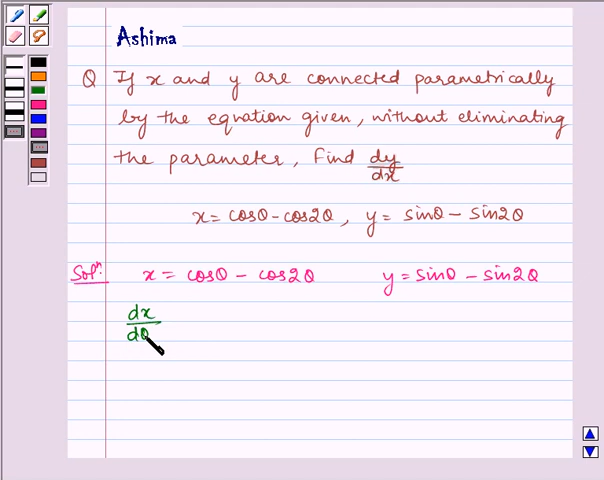 Ashima
Q If x and y are connected parametrically
by the equation given, without eliminating
the parameter, Find dy/dx
x = cosθ - cos2θ, y = sinθ - sin2θ
Solⁿ: x = cosθ - cos2θ y = sinθ - sin2θ
dx/dθ